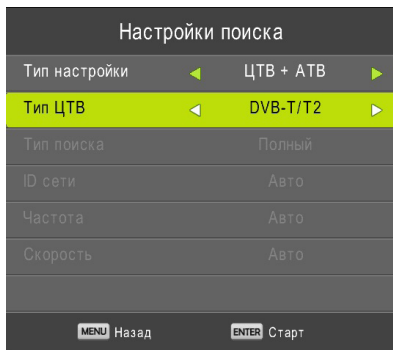 Настройки поиска
Тип настройки ЦТВ + АТВ
Тип ЦТВ DVB-T/T2
Тип поиска Полный
ID сети Авто
Частота Авто
Скорость Авто
MENU Назад ENTER Старт